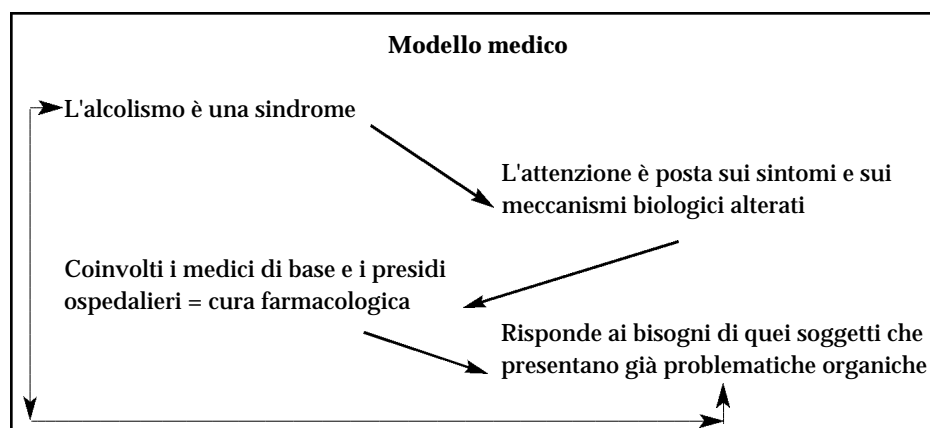 Modello medico
L'alcolismo è una sindrome
L'attenzione è posta sui sintomi e sui
meccanismi biologici alterati
Coinvolti i medici di base e i presidi
ospedalieri = cura farmacologica
Risponde ai bisogni di quei soggetti che
presentano già problematiche organiche